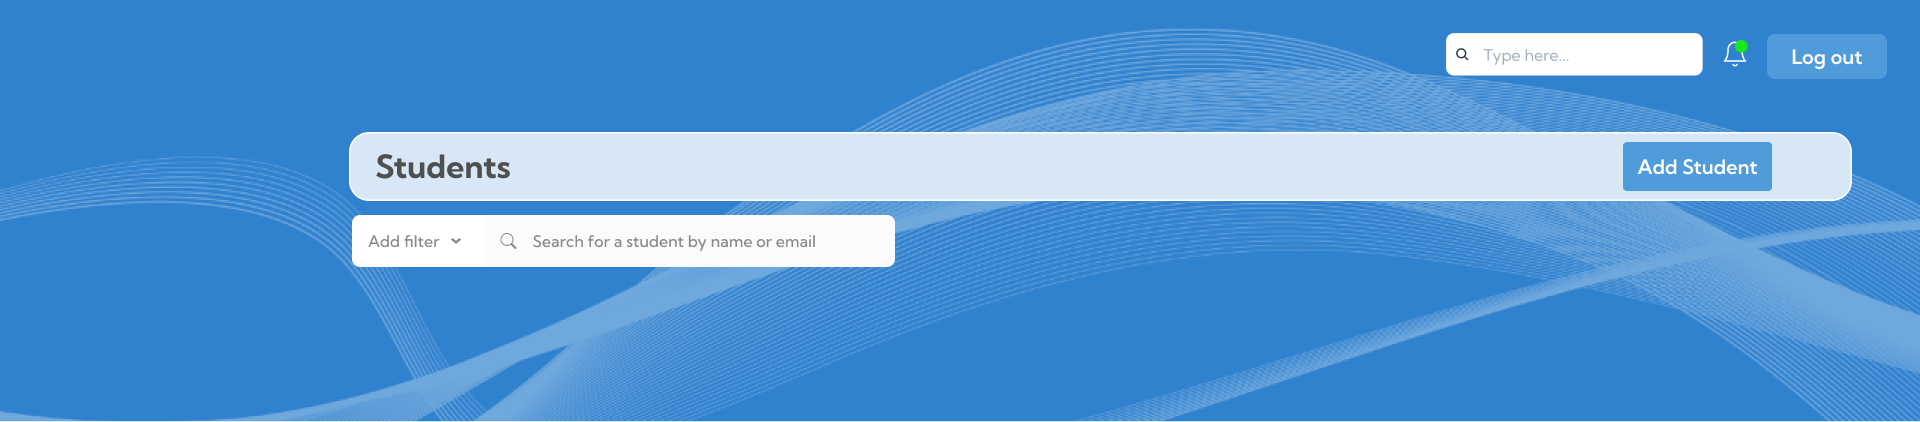 Type here...
Log out
Students
Add Student
Add filter
Search for a student by name or email